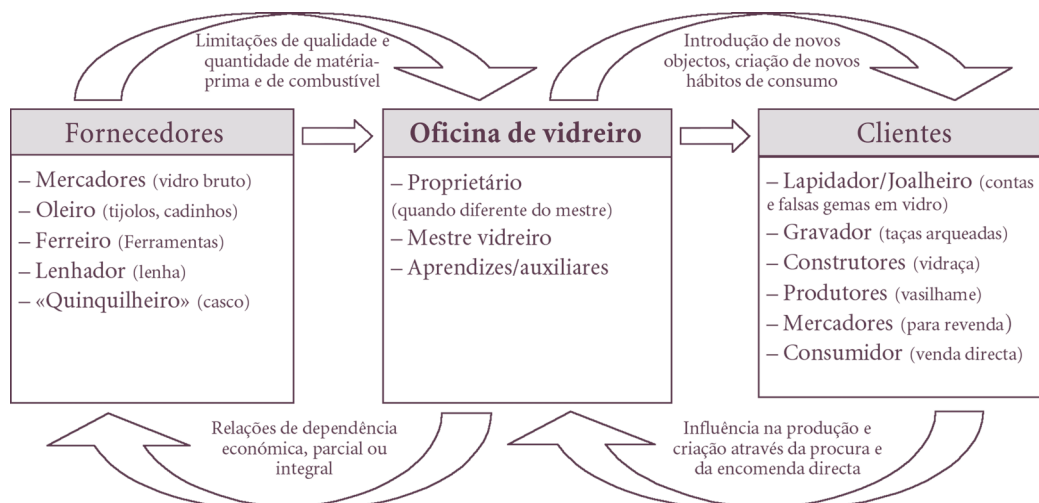 Limitações de qualidade e
quantidade de matéria-
prima e de combustível
Introdução de novos
objectos, criação de novos
hábitos de consumo
Fornecedores
– Mercadores (vidro bruto)
– Oleiro (tijolos, cadinhos)
– Ferreiro (Ferramentas)
– Lenhador (lenha)
– «Quinquilheiro» (casco)
Oficina de vidreiro
– Proprietário
(quando diferente do mestre)
– Mestre vidreiro
– Aprendizes/auxiliares
Clientes
– Lapidador/Joalheiro (contas
e falsas gemas em vidro)
– Gravador (taças arqueadas)
– Construtores (vidraça)
– Produtores (vasilhame)
– Mercadores (para revenda)
– Consumidor (venda directa)
Relações de dependência
económica, parcial ou
integral
Influência na produção e
criação através da procura e
da encomenda directa